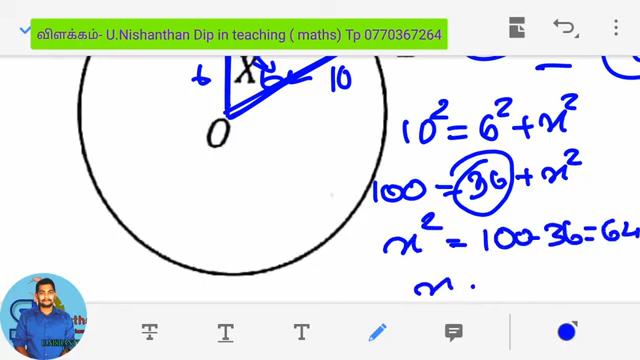 விளக்கம்- U.Nishanthan Dip in teaching ( maths) Tp 0770367264
6
X
6
10
O
10² = 6² + x²
100 = 36 + x²
x² = 100 - 36 = 64
x
T T T